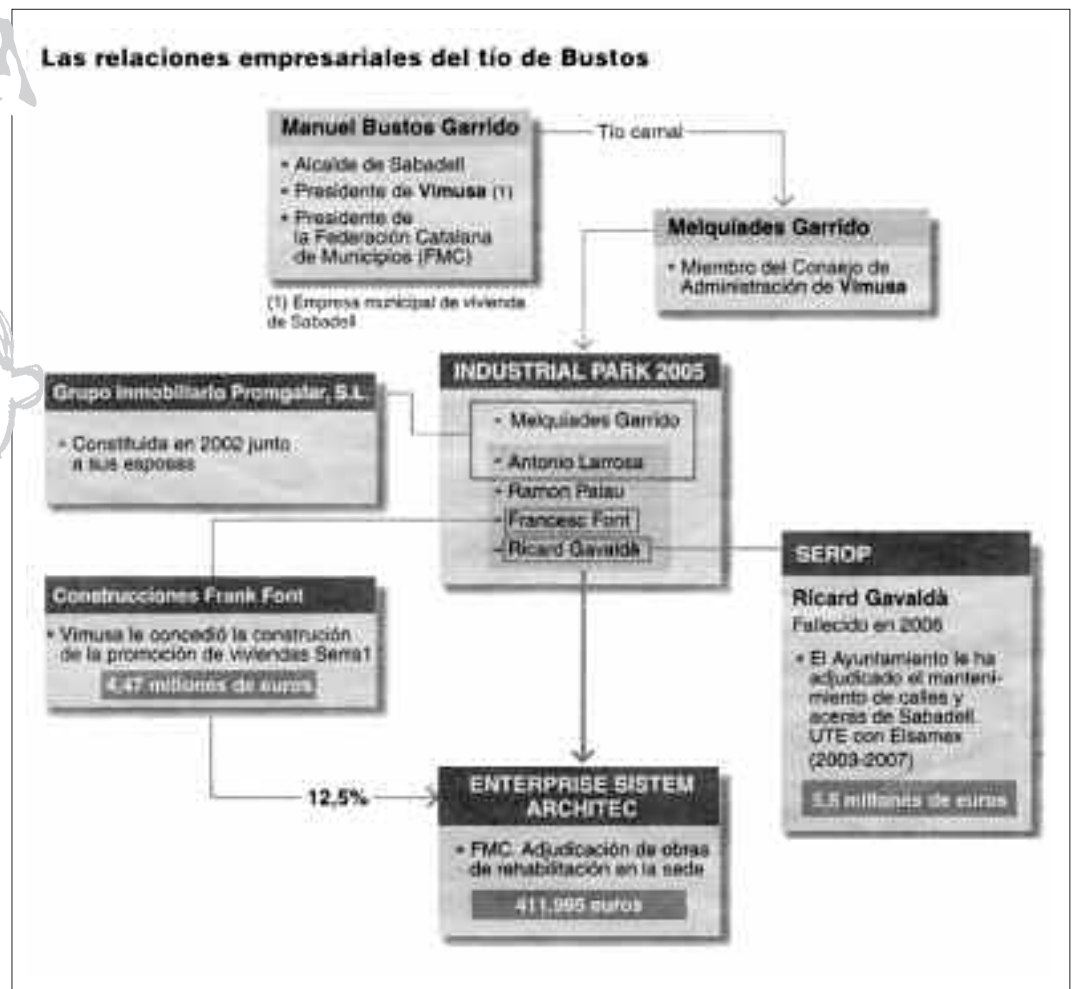 Las relaciones empresariales del tío de Bustos
Manuel Bustos Garrido
• Alcalde de Sabadell
• Presidente de Vimusa (1)
• Presidente de
la Federación Catalana
de Municipios (FMC)
(1) Empresa municipal de vivienda
de Sabadell
Tío carnal
Melquíades Garrido
• Miembro del Consejo de
Administración de Vimusa
INDUSTRIAL PARK 2005
• Melquíades Garrido
• Antonio Larrosa
• Ramon Palau
• Francesc Font
• Ricard Gavaldà
Grupo Inmobiliario Promgalar, S.L.
• Constituida en 2002 junto
a sus esposas
Construcciones Frank Font
• Vimusa le concedió la construción
de la promoción de viviendas Serra1
4,47 millones de euros
SEROP
Ricard Gavaldà
Fallecido en 2006
• El Ayuntamiento le ha
adjudicado el manteni-
miento de calles y
aceras de Sabadell.
UTE con Elsamex
(2003-2007)
5,5 millones de euros
12,5%
ENTERPRISE SISTEM
ARCHITEC
• FMC. Adjudicación de obras
de rehabilitación en la sede
411.995 euros